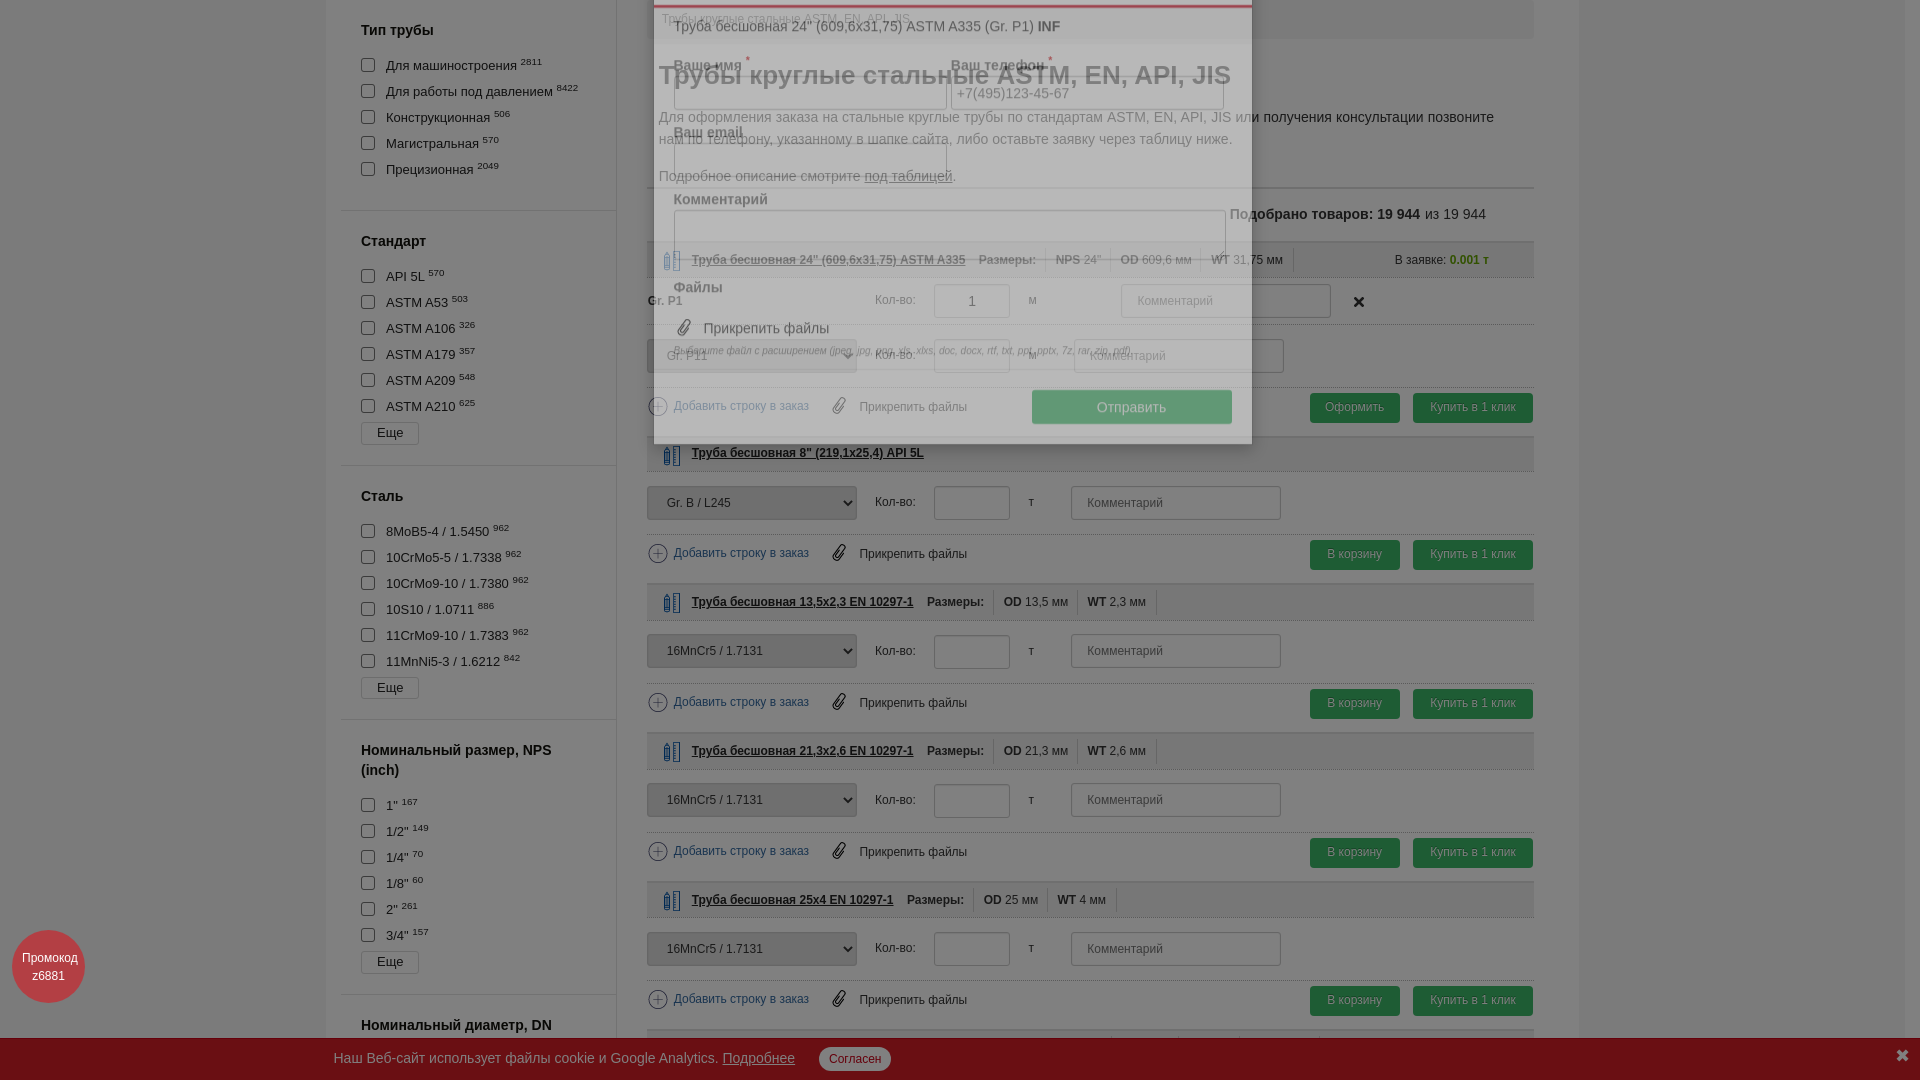 Тип трубы
Для машиностроения 2811
Для работы под давлением 8422
Конструкционная 506
Магистральная 570
Прецизионная 2049
Стандарт
API 5L 570
ASTM A53 503
ASTM A106 326
ASTM A179 357
ASTM A209 548
ASTM A210 625
Еще
Сталь
8MoB5-4 / 1.5450 962
10CrMo5-5 / 1.7338 962
10CrMo9-10 / 1.7380 962
10S10 / 1.0711 886
11CrMo9-10 / 1.7383 962
11MnNi5-3 / 1.6212 842
Еще
Номинальный размер, NPS
(inch)
1" 167
1/2" 149
1/4" 70
1/8" 60
2" 261
3/4" 157
Еще
Номинальный диаметр, DN
Трубы круглые стальные ASTM, EN, API, JIS
Труба бесшовная 24" (609,6х31,75) ASTM A335 (Gr. P1) INF
Ваше имя * Ваш телефон *
+7(495)123-45-67
Ваш email
Комментарий
Файлы
Прикрепить файлы
Выберите файл с расширением (jpeg, jpg, png, xls, xlxs, doc, docx, rtf, txt, ppt, pptx, 7z, rar, zip, pdf).
Отправить
Трубы круглые стальные ASTM, EN, API, JIS
Для оформления заказа на стальные круглые трубы по стандартам ASTM, EN, API, JIS или получения консультации позвоните
нам по телефону, указанному в шапке сайта, либо оставьте заявку через таблицу ниже.
Подробное описание смотрите под таблицей.
Подобрано товаров: 19 944 из 19 944
Труба бесшовная 24" (609,6х31,75) ASTM A335 Размеры: NPS 24" OD 609,6 мм WT 31,75 мм В заявке: 0.001 т
Gr. P1 Кол-во: 1 м Комментарий
Gr. P11 Кол-во: м Комментарий
Добавить строку в заказ Прикрепить файлы Оформить Купить в 1 клик
Труба бесшовная 8" (219,1х25,4) API 5L
Gr. B / L245 Кол-во: т Комментарий
Добавить строку в заказ Прикрепить файлы В корзину Купить в 1 клик
Труба бесшовная 13,5х2,3 EN 10297-1 Размеры: OD 13,5 мм WT 2,3 мм
16MnCr5 / 1.7131 Кол-во: т Комментарий
Добавить строку в заказ Прикрепить файлы В корзину Купить в 1 клик
Труба бесшовная 21,3х2,6 EN 10297-1 Размеры: OD 21,3 мм WT 2,6 мм
16MnCr5 / 1.7131 Кол-во: т Комментарий
Добавить строку в заказ Прикрепить файлы В корзину Купить в 1 клик
Труба бесшовная 25х4 EN 10297-1 Размеры: OD 25 мм WT 4 мм
16MnCr5 / 1.7131 Кол-во: т Комментарий
Добавить строку в заказ Прикрепить файлы В корзину Купить в 1 клик
Промокод
z6881
Наш Веб-сайт использует файлы cookie и Google Analytics. Подробнее Согласен